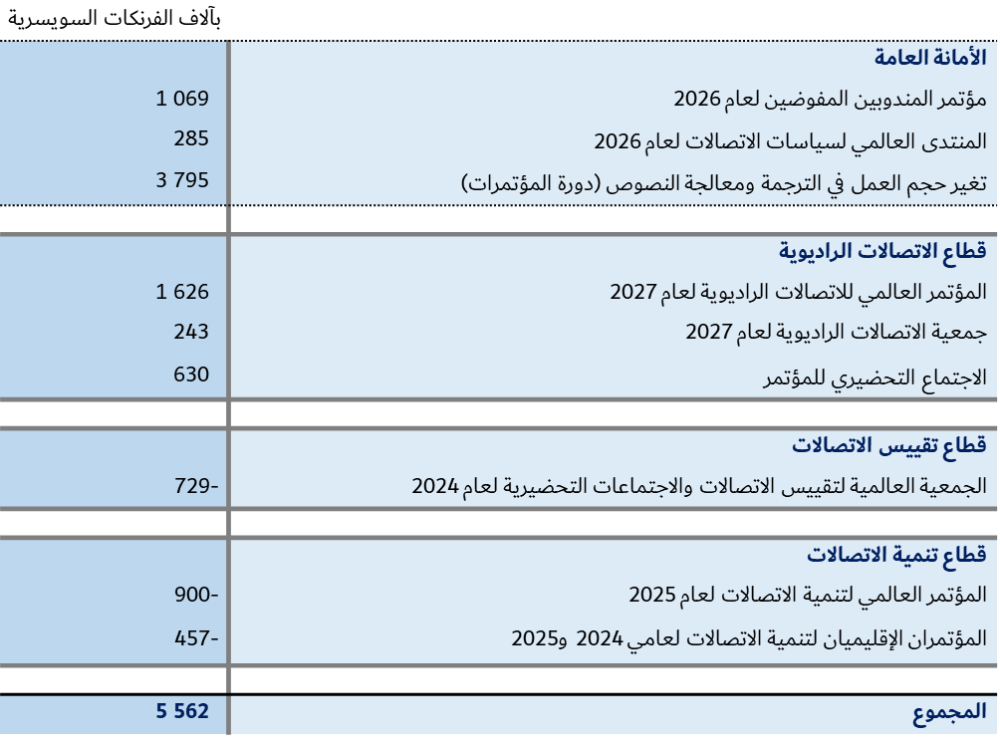 بآلاف الفرنكات السويسرية
الأمانة العامة
مؤتمر المندوبين المفوضين لعام 2026 1 069
المنتدى العالمي لسياسات الاتصالات لعام 2026 285
تغير حجم العمل في الترجمة ومعالجة النصوص (دورة المؤتمرات) 3 795
قطاع الاتصالات الراديوية
المؤتمر العالمي للاتصالات الراديوية لعام 2027 1 626
جمعية الاتصالات الراديوية لعام 2027 243
الاجتماع التحضيري للمؤتمر 630
قطاع تقييس الاتصالات
الجمعية العالمية لتقييس الاتصالات والاجتماعات التحضيرية لعام 2024 729-
قطاع تنمية الاتصالات
المؤتمر العالمي لتنمية الاتصالات لعام 2025 900-
المؤتمران الإقليميان لتنمية الاتصالات لعامي 2024 و2025 457-
المجموع 5 562